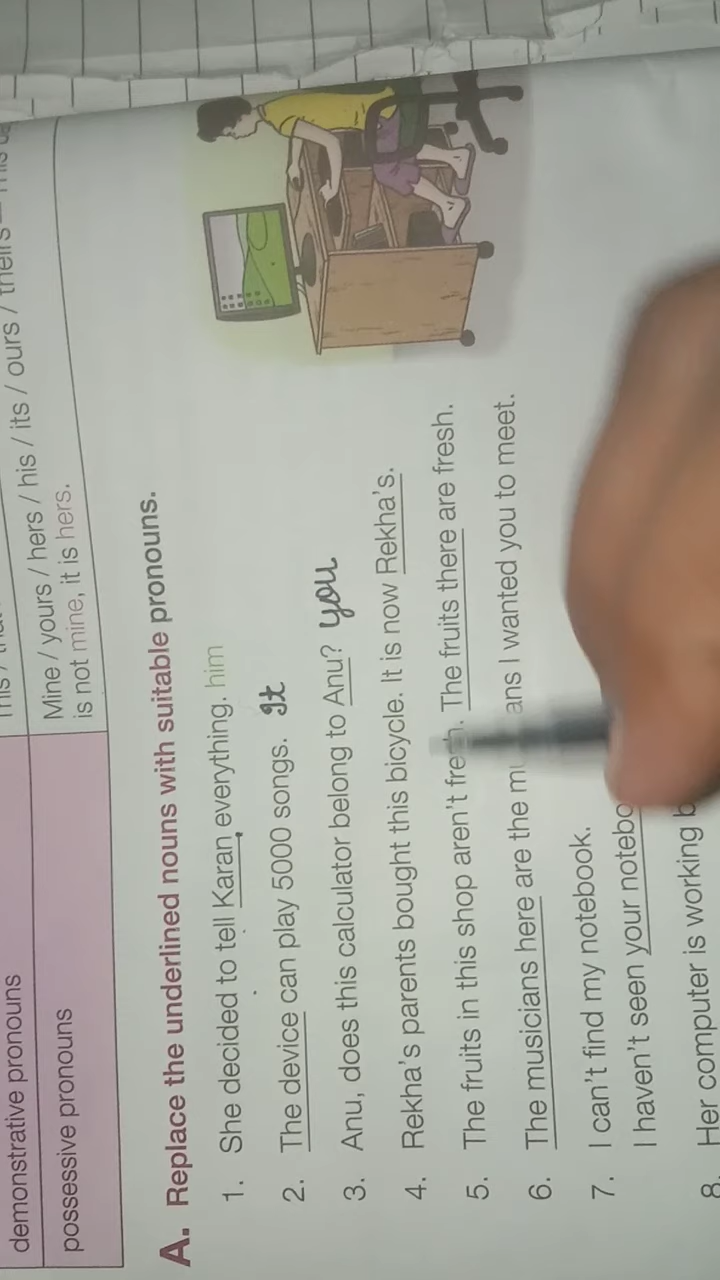 demonstrative pronouns
possessive pronouns
Mine / yours / hers / his / its / ours / theirs
is not mine, it is hers.
A. Replace the underlined nouns with suitable pronouns.
1. She decided to tell Karan everything. him
2. The device can play 5000 songs. It
3. Anu, does this calculator belong to Anu? you
4. Rekha's parents bought this bicycle. It is now Rekha's.
5. The fruits in this shop aren't The fruits there are fresh.
6. The musicians here are the I wanted you to meet.
7. I can't find my notebook.
I haven't seen your
8. Her computer is working